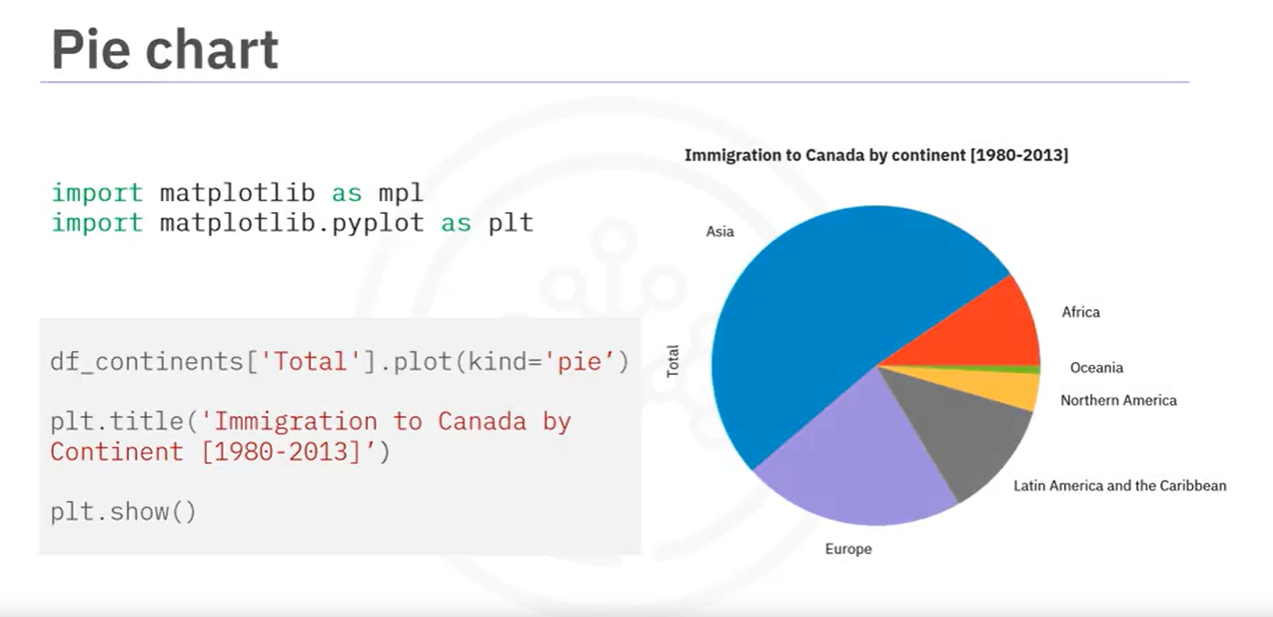 Pie chart
import matplotlib as mpl
import matplotlib.pyplot as plt
df_continents['Total'].plot(kind='pie’)
plt.title('Immigration to Canada by
Continent [1980-2013]’)
plt.show()
Immigration to Canada by continent [1980-2013]
Asia
Africa
Total
Oceania
Northern America
Latin America and the Caribbean
Europe